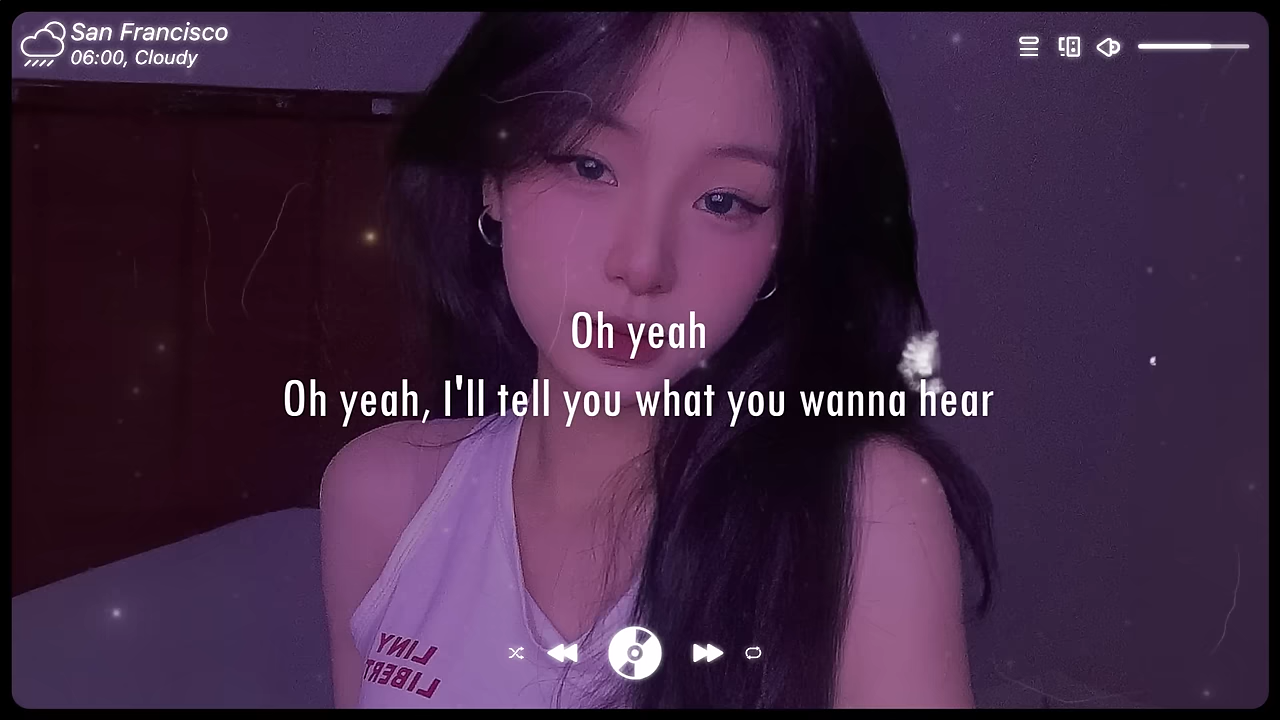 San Francisco
06:00, Cloudy
Oh yeah
Oh yeah, I'll tell you what you wanna hear
LINY
LIBERT